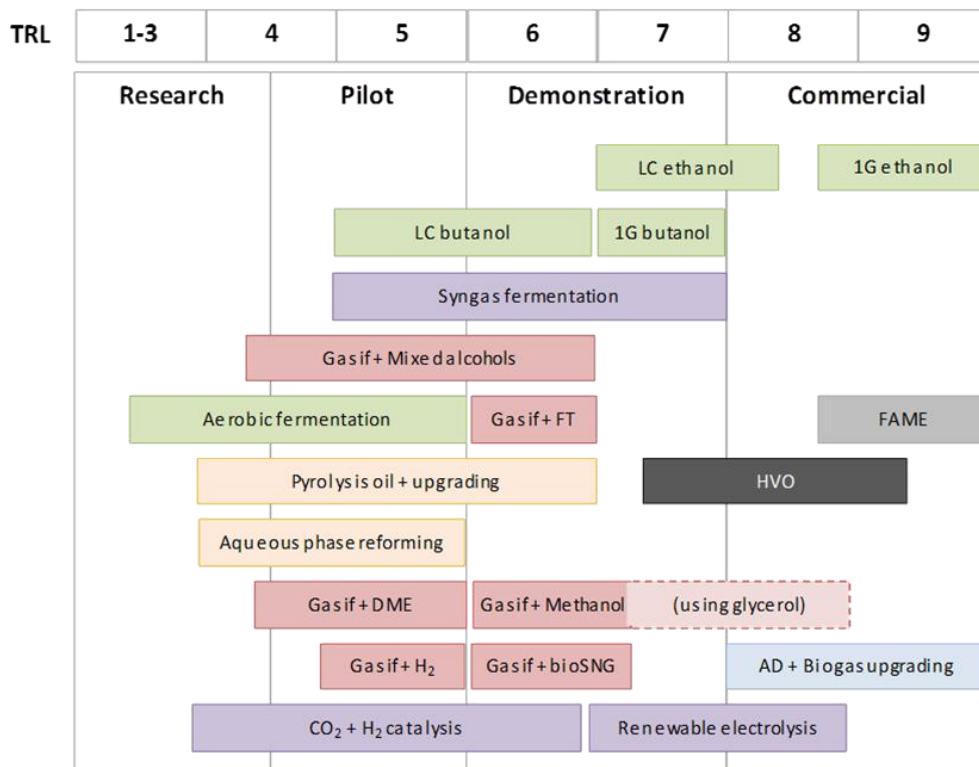 TRL 1-3 4 5 6 7 8 9
Research Pilot Demonstration Commercial
LC ethanol 1G ethanol
LC butanol 1G butanol
Syngas fermentation
Gasif + Mixed alcohols
Aerobic fermentation Gasif + FT FAME
Pyrolysis oil + upgrading HVO
Aqueous phase reforming
Gasif + DME Gasif + Methanol (using glycerol)
Gasif + H₂ Gasif + bioSNG AD + Biogas upgrading
CO₂ + H₂ catalysis Renewable electrolysis